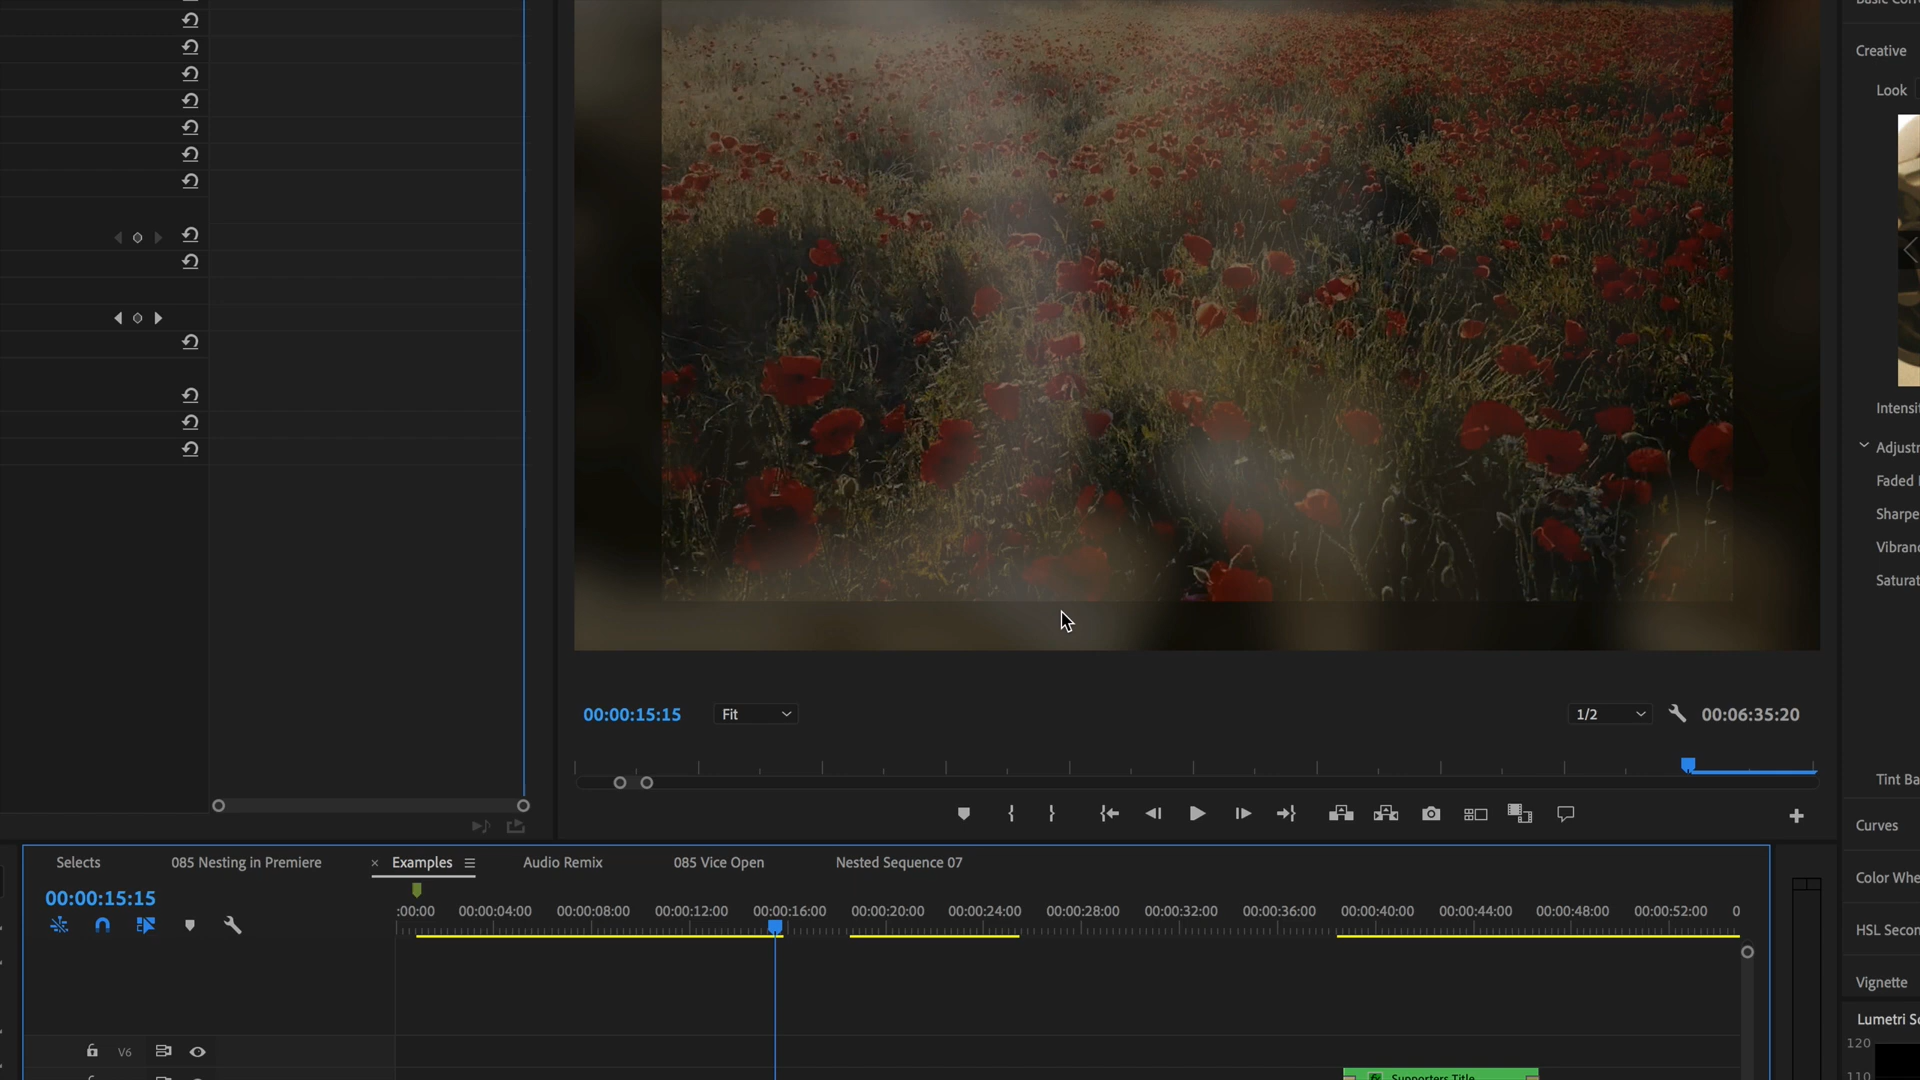 Creative
Look
Intensi
Adjustr
Faded
Sharpe
Vibran
Saturat
00:00:15:15
Fit
1/2
00:06:35:20
Tint Ba
Curves
Selects
085 Nesting in Premiere
× Examples
Audio Remix
085 Vice Open
Nested Sequence 07
Color Whe
00:00:15:15
:00:00
00:00:04:00
00:00:08:00
00:00:12:00
00:00:16:00
00:00:20:00
00:00:24:00
00:00:28:00
00:00:32:00
00:00:36:00
00:00:40:00
00:00:44:00
00:00:48:00
00:00:52:00
0
HSL Secon
Vignette
Lumetri Sc
120
V6
110
fx Supporters Title